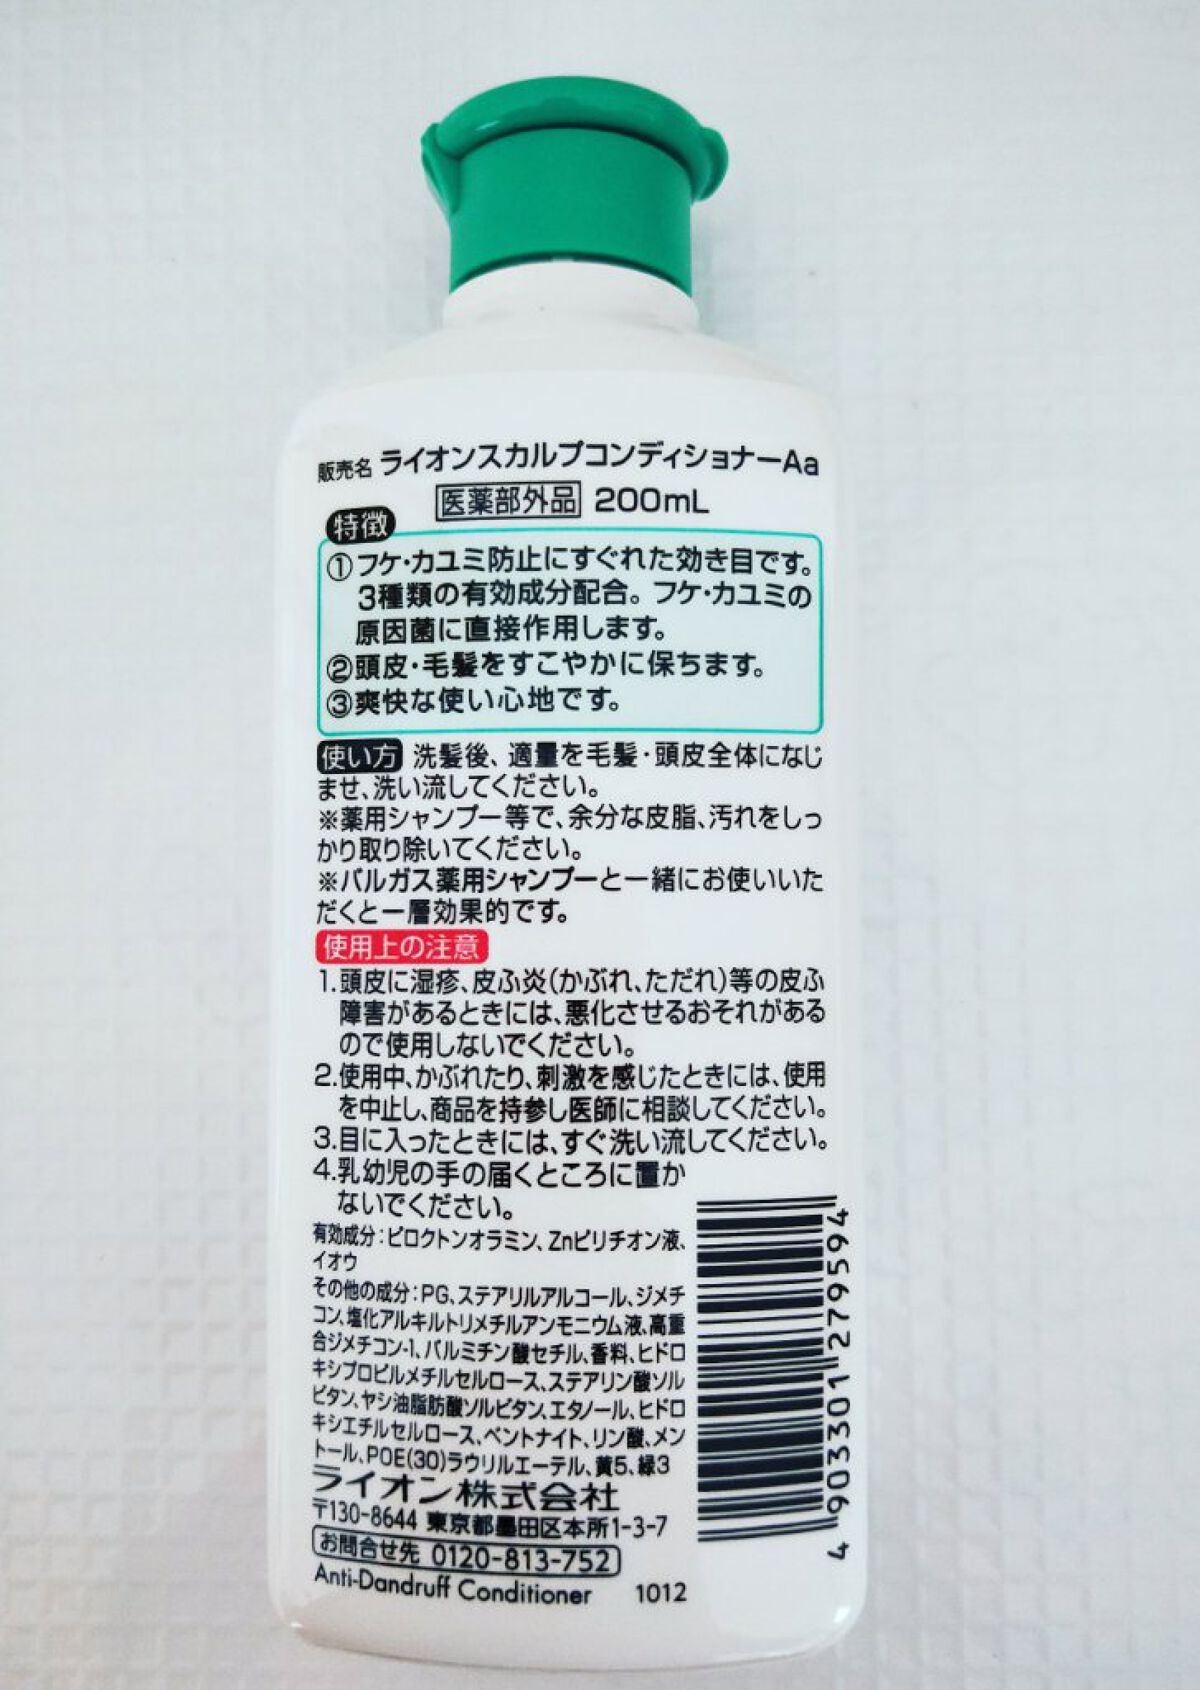 販売名 ライオンスカルプコンディショナーAa
医薬部外品 200mL
特徴
①フケ・カユミ防止にすぐれた効き目です。
3種類の有効成分配合。フケ・カユミの
原因菌に直接作用します。
②頭皮・毛髪をすこやかに保ちます。
③爽快な使い心地です。
使い方 洗髪後、適量を毛髪・頭皮全体になじ
ませ、洗い流してください。
※薬用シャンプー等で、余分な皮脂、汚れをしっ
かり取り除いてください。
※バルガス薬用シャンプーと一緒にお使いいた
だくと一層効果的です。
使用上の注意
1.頭皮に湿疹、皮ふ炎(かぶれ、ただれ)等の皮ふ
障害があるときには、悪化させるおそれがある
ので使用しないでください。
2.使用中、かぶれたり、刺激を感じたときには、使用
を中止し、商品を持参し医師に相談してください。
3.目に入ったときには、すぐ洗い流してください。
4.乳幼児の手の届くところに置か
ないでください。
有効成分:ピロクトンオラミン、Znピリチオン液、
イオウ
その他の成分:PG、ステアリルアルコール、ジメチ
コン、塩化アルキルトリメチルアンモニウム液、高重
合ジメチコン-1、パルミチン酸セチル、香料、ヒドロ
キシプロピルメチルセルロース、ステアリン酸ソル
ビタン、ヤシ油脂肪酸ソルビタン、エタノール、ヒドロ
キシエチルセルロース、ベントナイト、リン酸、メン
トール、POE(30)ラウリルエーテル、黄5、緑3
ライオン株式会社
〒130-8644 東京都墨田区本所1-3-7
お問合せ先 0120-813-752
Anti-Dandruff Conditioner 1012
4 903301 279594